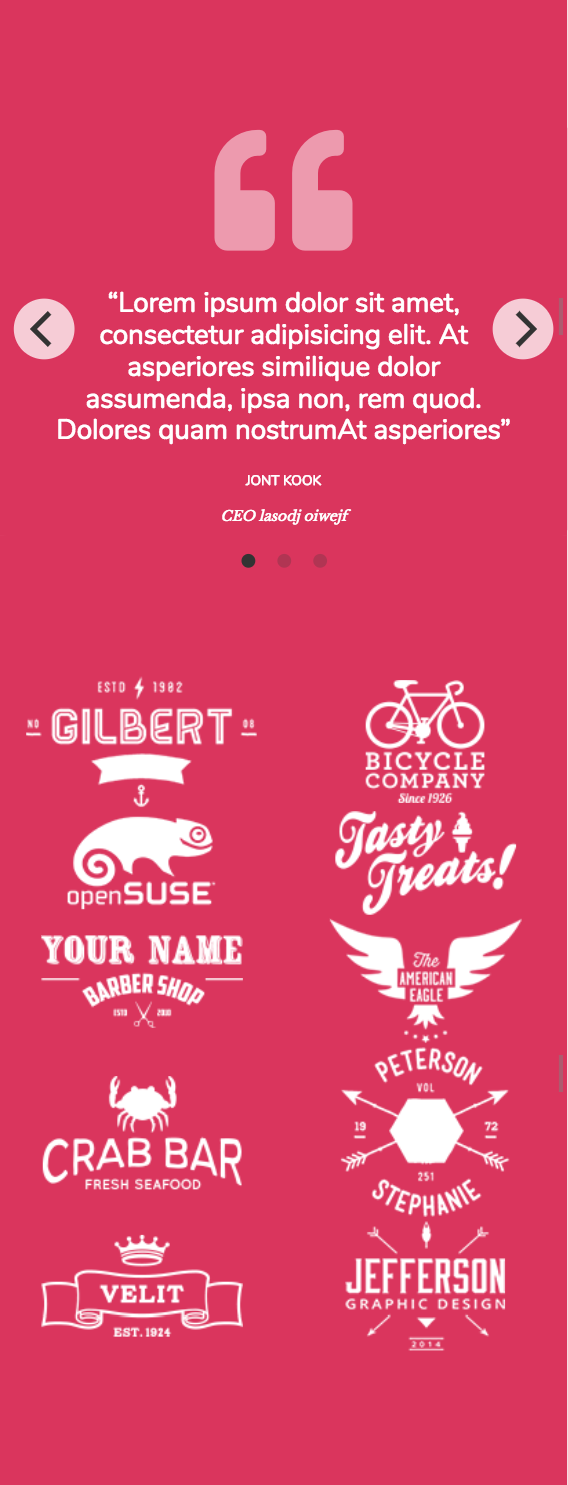 “Lorem ipsum dolor sit amet,
consectetur adipisicing elit. At
asperiores similique dolor
assumenda, ipsa non, rem quod.
Dolores quam nostrumAt asperiores”
JONT KOOK
CEO lasodj oiwejf
ESTD 1982
NO GILBERT 08
BICYCLE
COMPANY
Since 1926
openSUSE
Tasty
Treats!
YOUR NAME
BARBER SHOP
ESTD 2010
The
AMERICAN
EAGLE
CRAB BAR
FRESH SEAFOOD
PETERSON
VOL
19 72
251
STEPHANIE
VELIT
EST. 1924
JEFFERSON
GRAPHIC DESIGN
2014